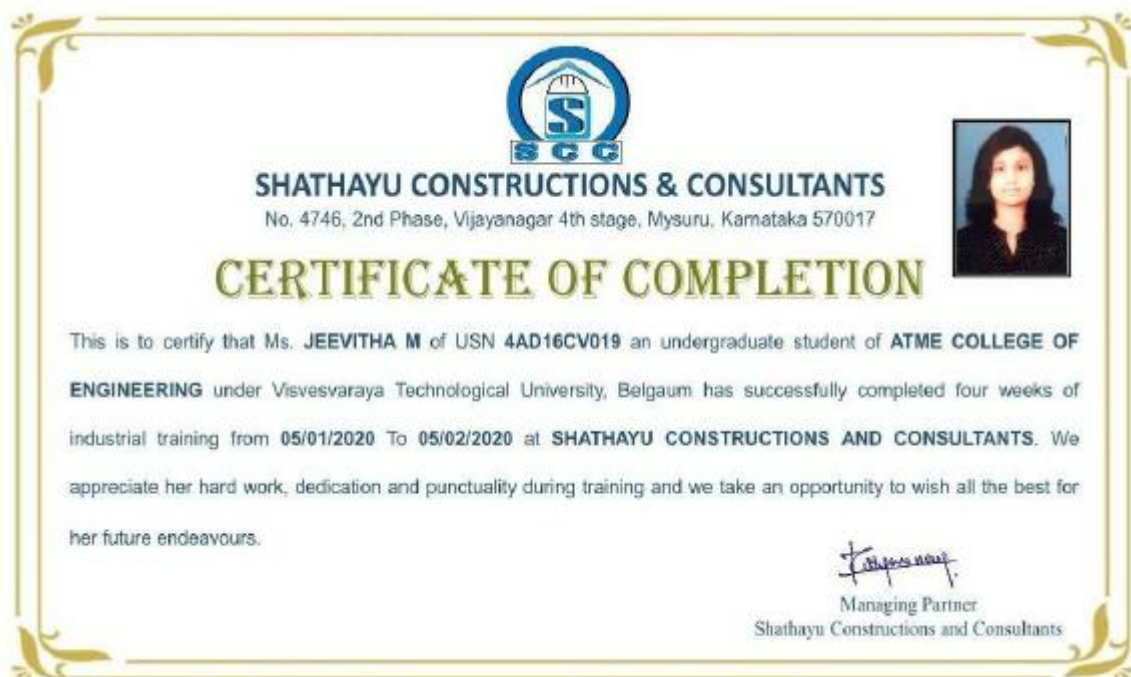 S
SCC
SHATHAYU CONSTRUCTIONS & CONSULTANTS
No. 4746, 2nd Phase, Vijayanagar 4th stage, Mysuru, Karnataka 570017
CERTIFICATE OF COMPLETION
This is to certify that Ms. JEEVITHA M of USN 4AD16CV019 an undergraduate student of ATME COLLEGE OF
ENGINEERING under Visvesvaraya Technological University, Belgaum has successfully completed four weeks of
industrial training from 05/01/2020 To 05/02/2020 at SHATHAYU CONSTRUCTIONS AND CONSULTANTS. We
appreciate her hard work, dedication and punctuality during training and we take an opportunity to wish all the best for
her future endeavours.
Managing Partner
Shathayu Constructions and Consultants